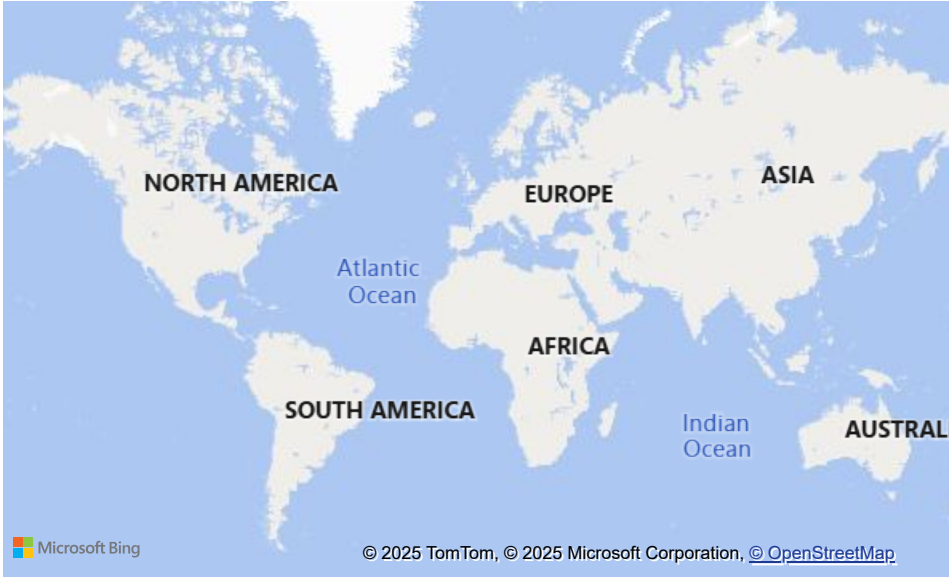 NORTH AMERICA
EUROPE
ASIA
Atlantic
Ocean
AFRICA
SOUTH AMERICA
Indian
Ocean
AUSTRAL
Microsoft Bing
© 2025 TomTom, © 2025 Microsoft Corporation, © OpenStreetMap